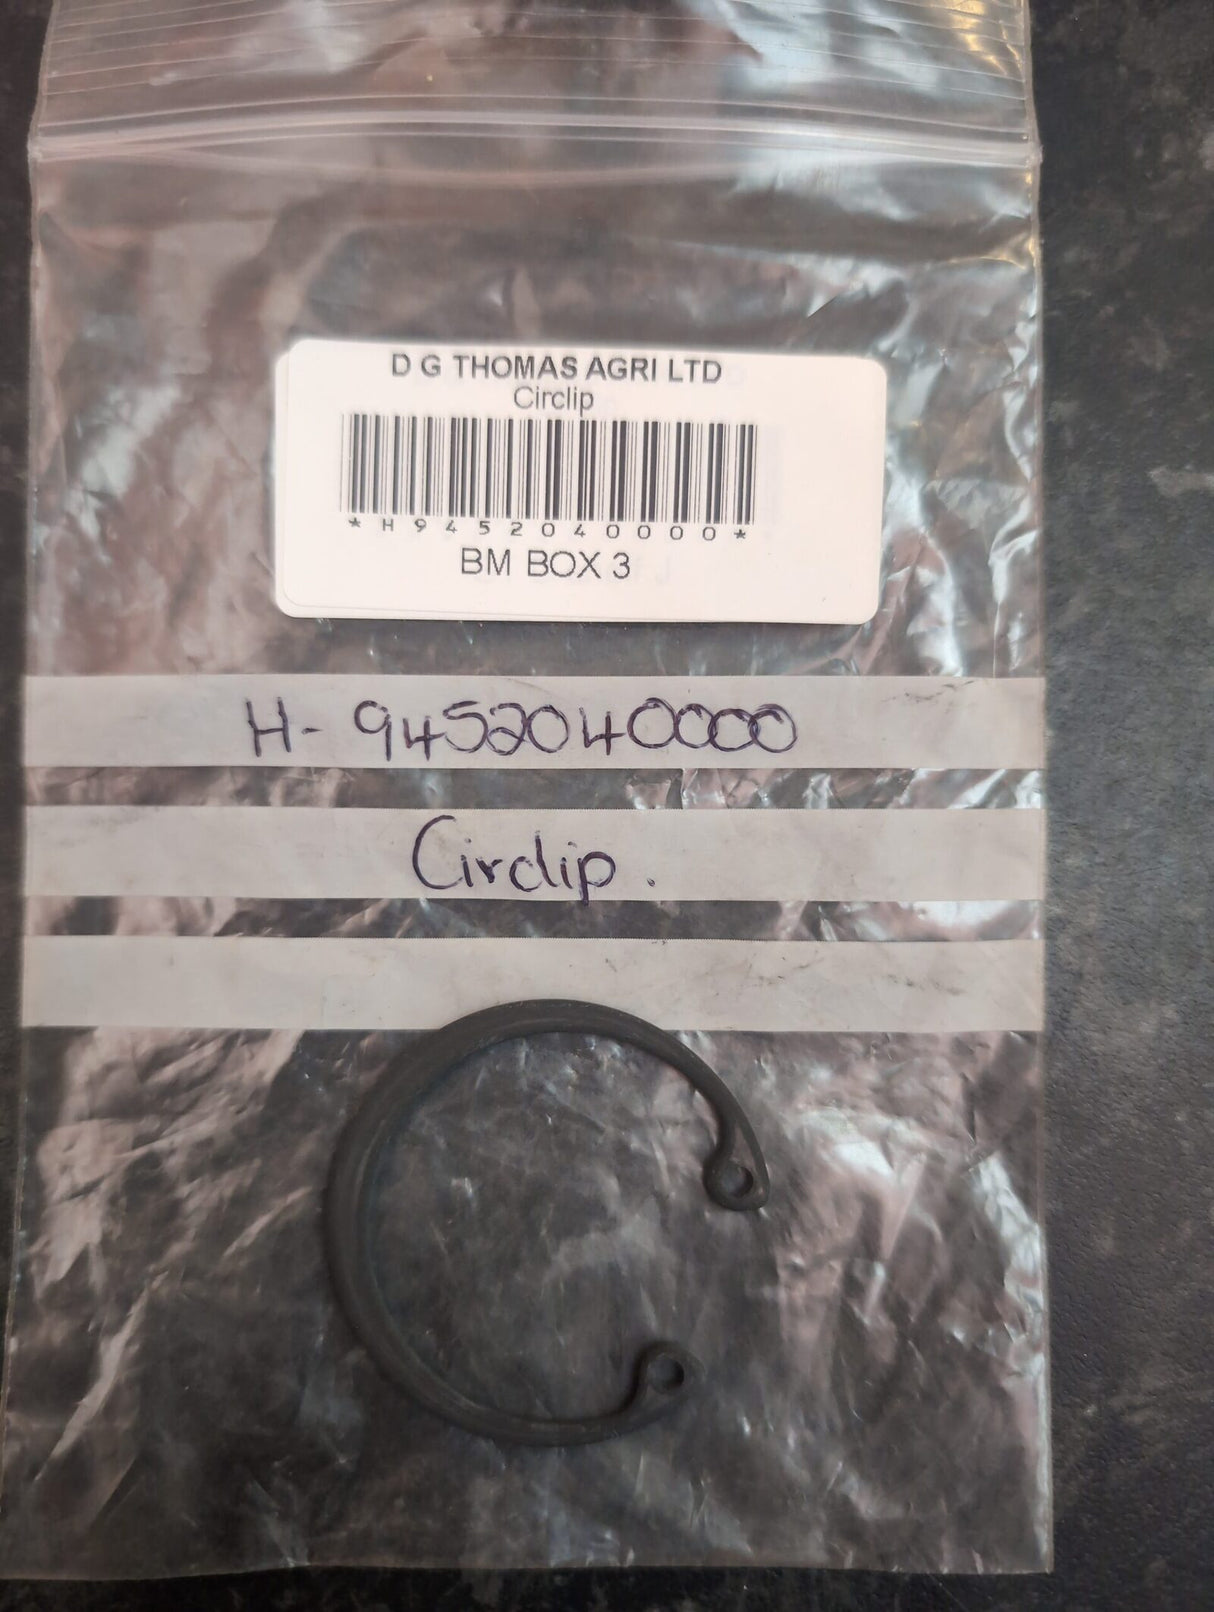 D G THOMAS AGRI LTD
Circlip
*H9452040000*
BM BOX 3
H- 9452040000
Circlip.